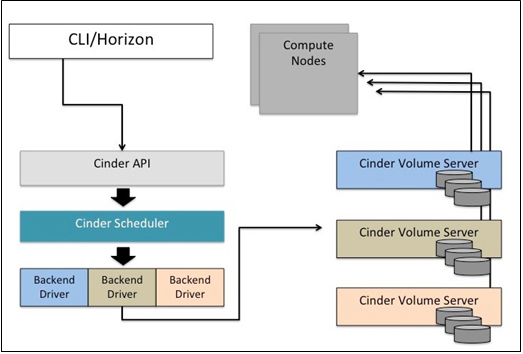 CLI/Horizon
Compute
Nodes
Cinder API
Cinder Volume Server
Cinder Scheduler
Cinder Volume Server
Backend
Driver
Backend
Driver
Backend
Driver
Cinder Volume Server